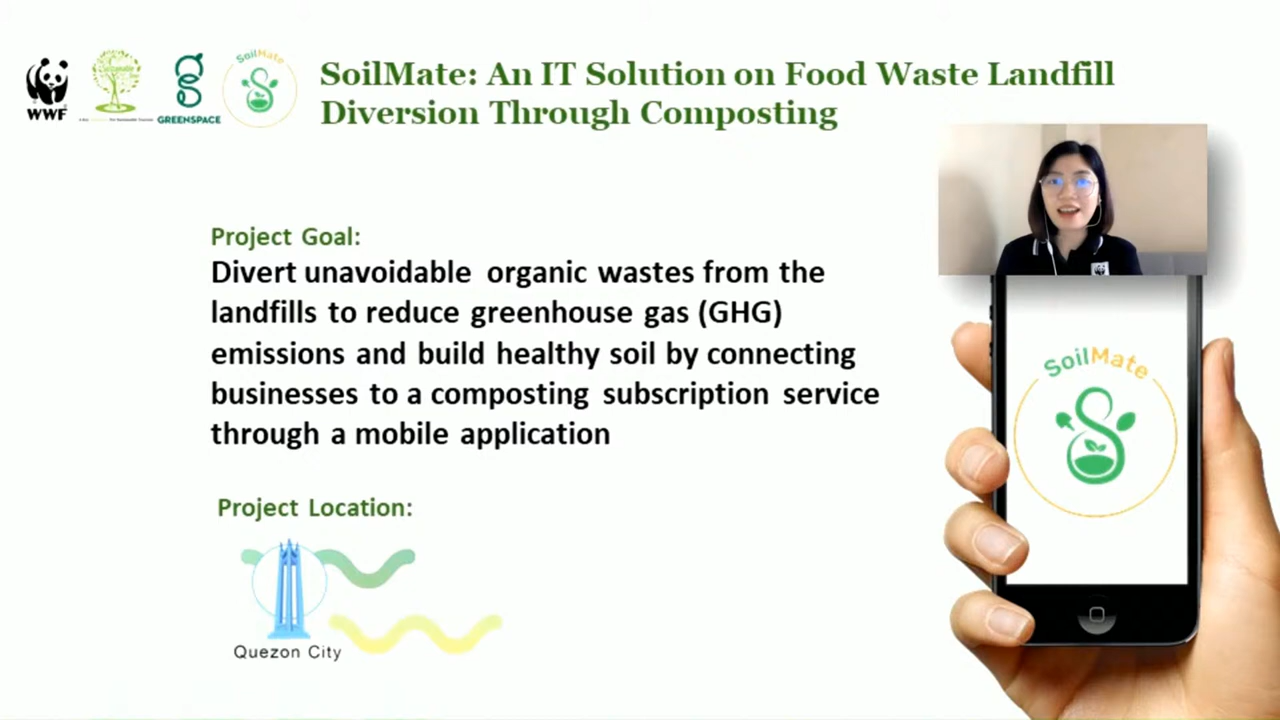 WWF
GREENSPACE
SoilMate
SoilMate: An IT Solution on Food Waste Landfill
Diversion Through Composting
Project Goal:
Divert unavoidable organic wastes from the
landfills to reduce greenhouse gas (GHG)
emissions and build healthy soil by connecting
businesses to a composting subscription service
through a mobile application
SoilMate
Project Location:
Quezon City